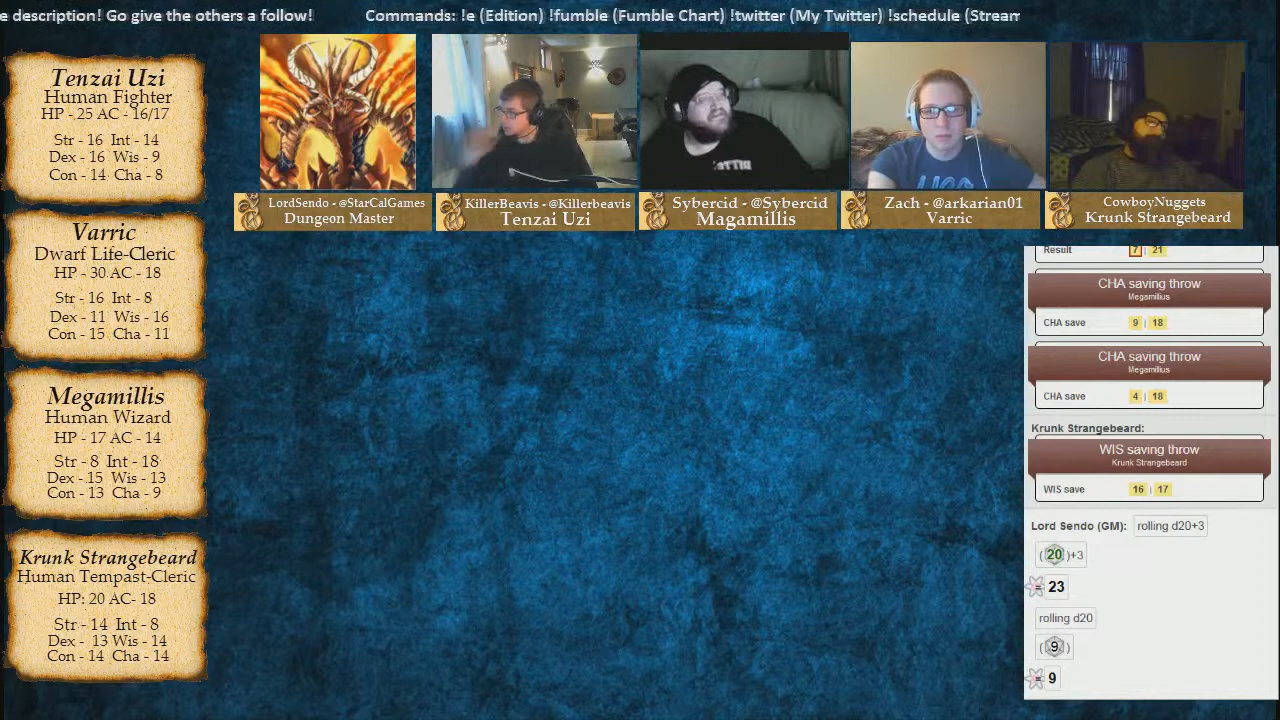 e description! Go give the others a follow!
Commands: !e (Edition) !fumble (Fumble Chart) !twitter (My Twitter) !schedule (Stream
Tenzai Uzi
Human Fighter
HP - 25 AC - 16/17
Str - 16 Int - 14
Dex - 16 Wis - 9
Con - 14 Cha - 8
Varric
Dwarf Life-Cleric
HP - 30 AC - 18
Str - 16 Int - 8
Dex - 11 Wis - 16
Con - 15 Cha - 11
Megamillis
Human Wizard
HP - 17 AC - 14
Str - 8 Int - 18
Dex - 15 Wis - 13
Con - 13 Cha - 9
Krunk Strangebeard
Human Tempast-Cleric
HP: 20 AC- 18
Str - 14 Int - 8
Dex - 13 Wis - 14
Con - 14 Cha - 14
LordSendo - @StarCalGames
Dungeon Master
KillerBeavis - @Killerbeavis
Tenzai Uzi
Sybercid - @Sybercid
Magamillis
Zach - @arkarian01
Varric
CowboyNuggets
Krunk Strangebeard
Result 7 | 21
CHA saving throw
Megamillius
CHA save 9 | 18
CHA saving throw
Megamillius
CHA save 4 | 18
Krunk Strangebeard:
WIS saving throw
Krunk Strangebeard
WIS save 16 | 17
Lord Sendo (GM): rolling d20+3
(20)+3
= 23
rolling d20
(9)
= 9